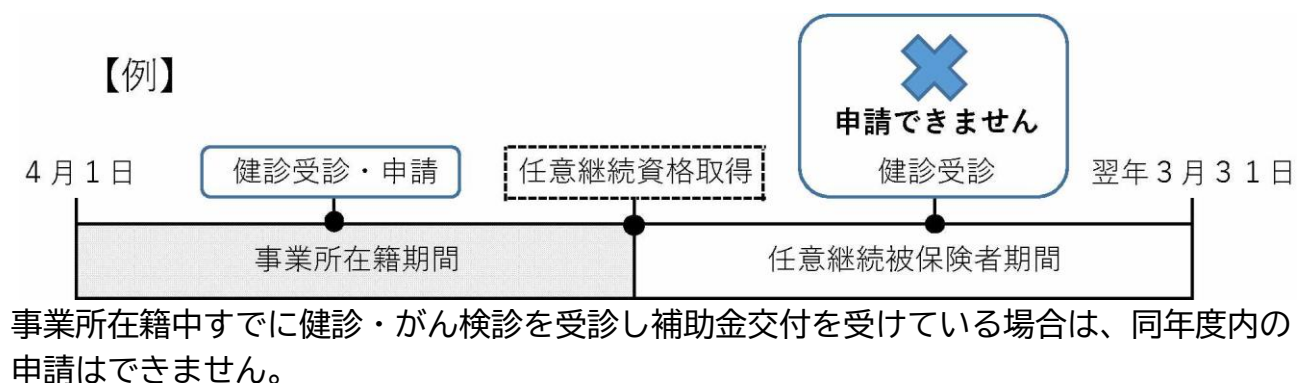 【例】
申請できません
4月1日
健診受診・申請
任意継続資格取得
健診受診
翌年3月31日
事業所在籍期間
任意継続被保険者期間
事業所在籍中すでに健診・がん検診を受診し補助金交付を受けている場合は、同年度内の
申請はできません。